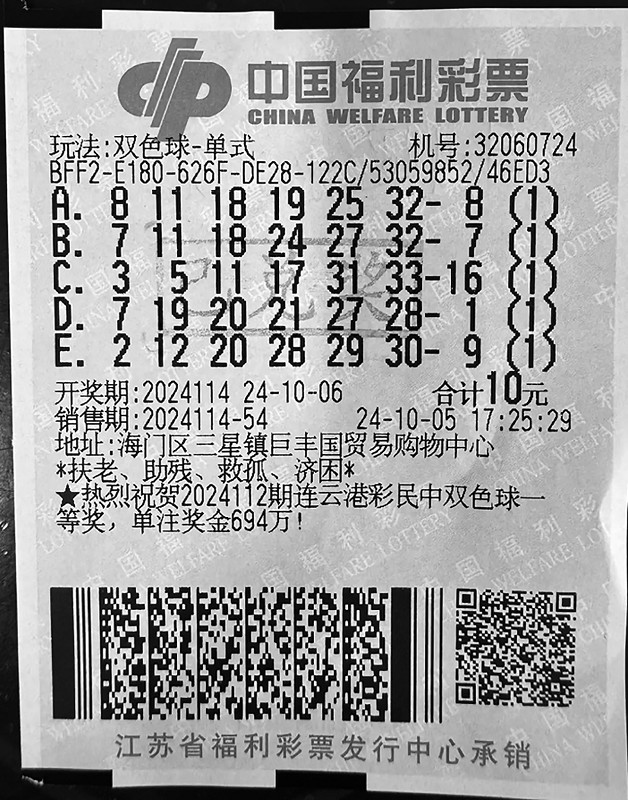 中国福利彩票
CHINA WELFARE LOTTERY
玩法:双色球-单式 机号:32060724
BFF2-E180-626F-DE28-122C/53059852/46ED3
A. 8 11 18 19 25 32- 8 (1)
B. 7 11 18 24 27 32- 7 (1)
C. 3 5 11 17 31 33-16 (1)
D. 7 19 20 21 27 28- 1 (1)
E. 2 12 20 28 29 30- 9 (1)
已兑奖
开奖期:2024114 24-10-06 合计10元
销售期:2024114-54 24-10-05 17:25:29
地址:海门区三星镇巨丰国贸易购物中心
*扶老、助残、救孤、济困*
★热烈祝贺2024112期连云港彩民中双色球一
等奖，单注奖金694万!
江苏省福利彩票发行中心承销